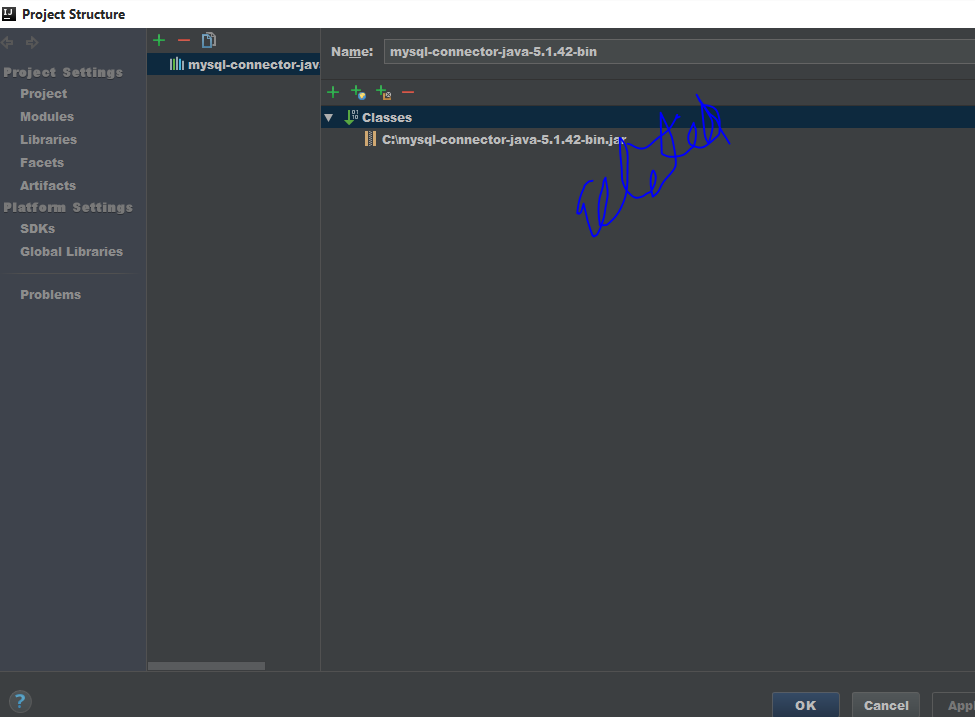 Project Structure
Project Settings
Project
Modules
Libraries
Facets
Artifacts
Platform Settings
SDKs
Global Libraries
Problems
mysql-connector-jav
Name: mysql-connector-java-5.1.42-bin
Classes
C:\mysql-connector-java-5.1.42-bin.jar
? OK Cancel Appl